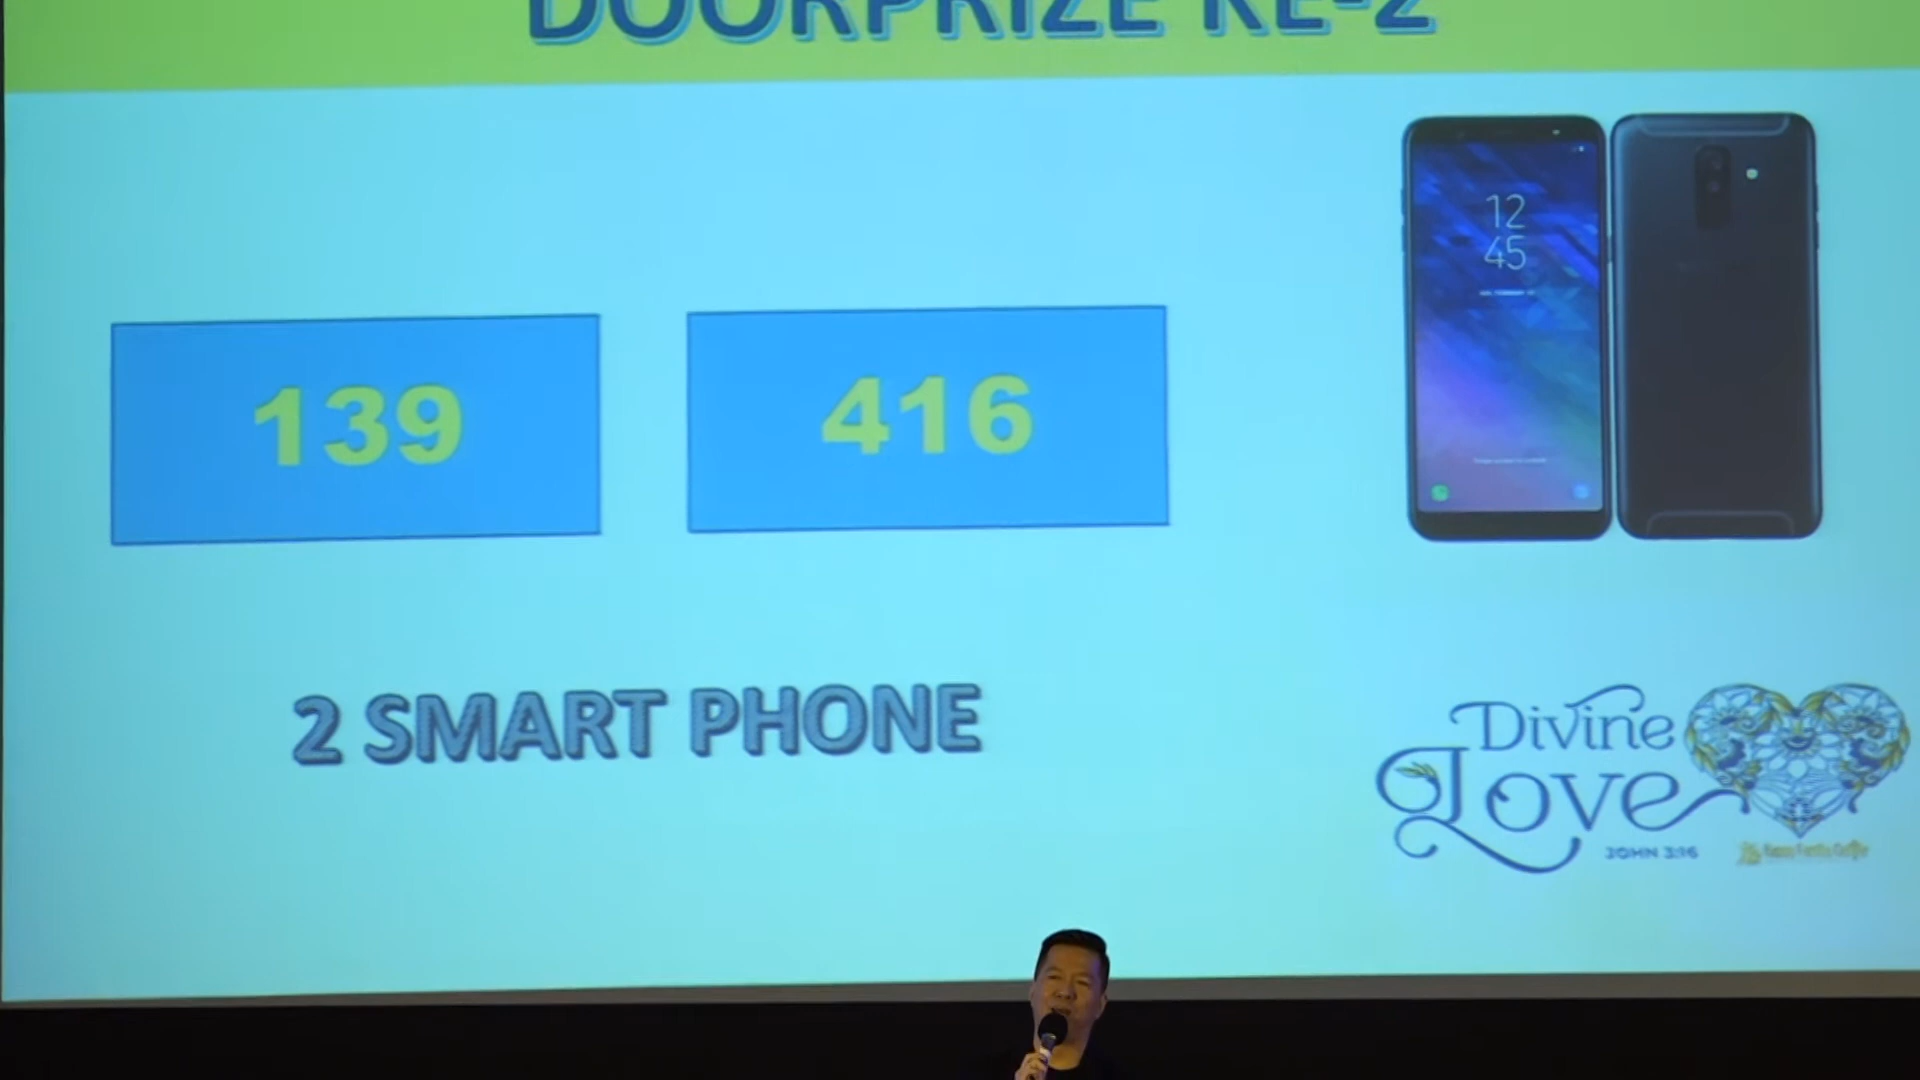 DOORPRIZE KE-2
12
45
139
416
2 SMART PHONE
Divine
Love
JOHN 3:16